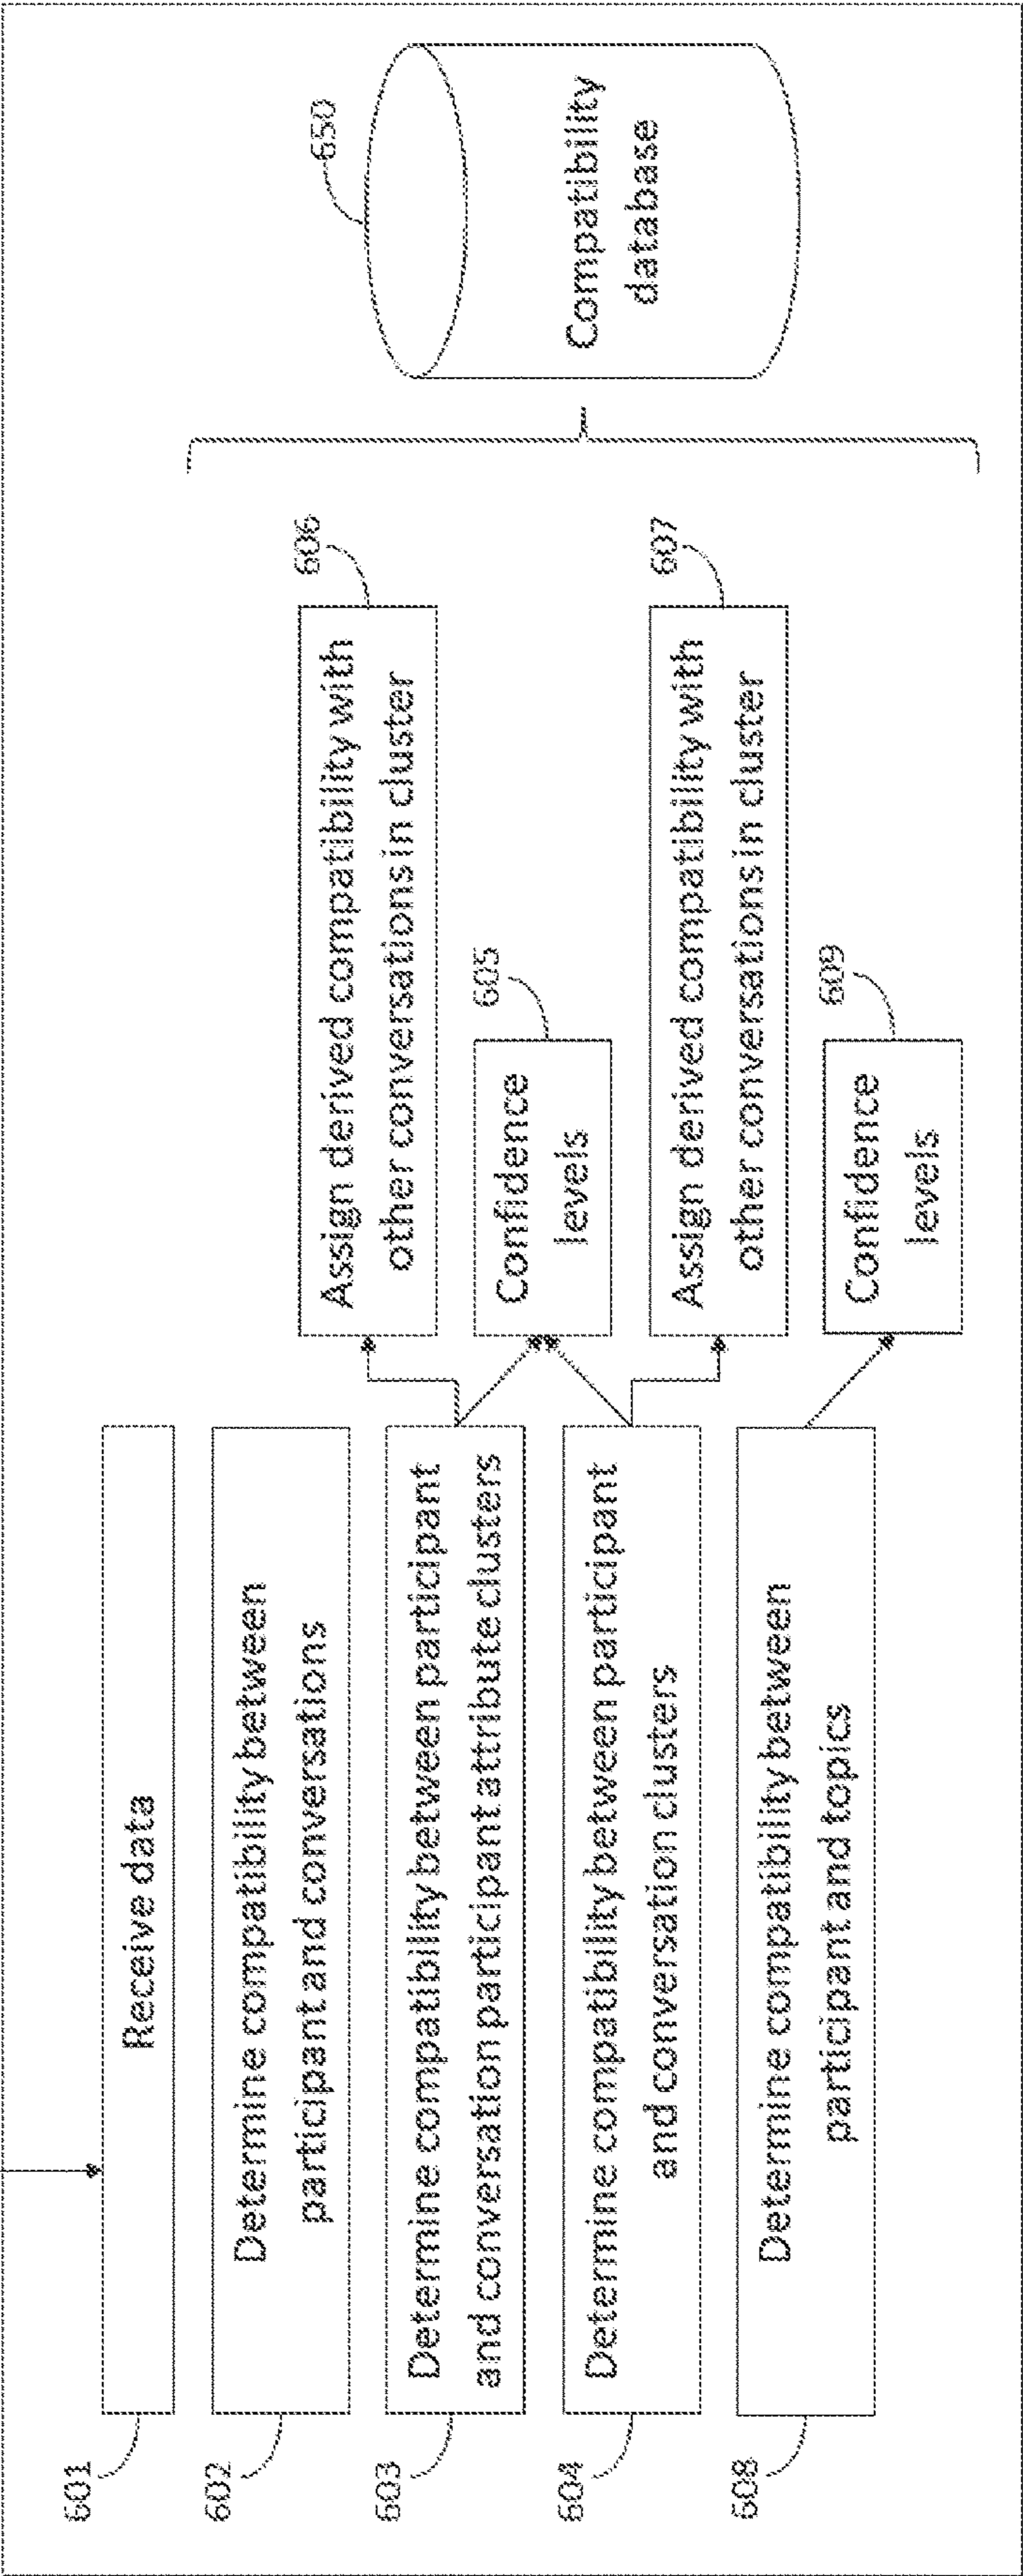 601
Receive data
602
Determine compatibility between
participant and conversations
603
Determine compatibility between participant
and conversation participant attribute clusters
604
Determine compatibility between participant
and conversation clusters
608
Determine compatibility between
participant and topics
606
Assign derived compatibility with
other conversations in cluster
605
Confidence
levels
607
Assign derived compatibility with
other conversations in cluster
609
Confidence
levels
650
Compatibility
database